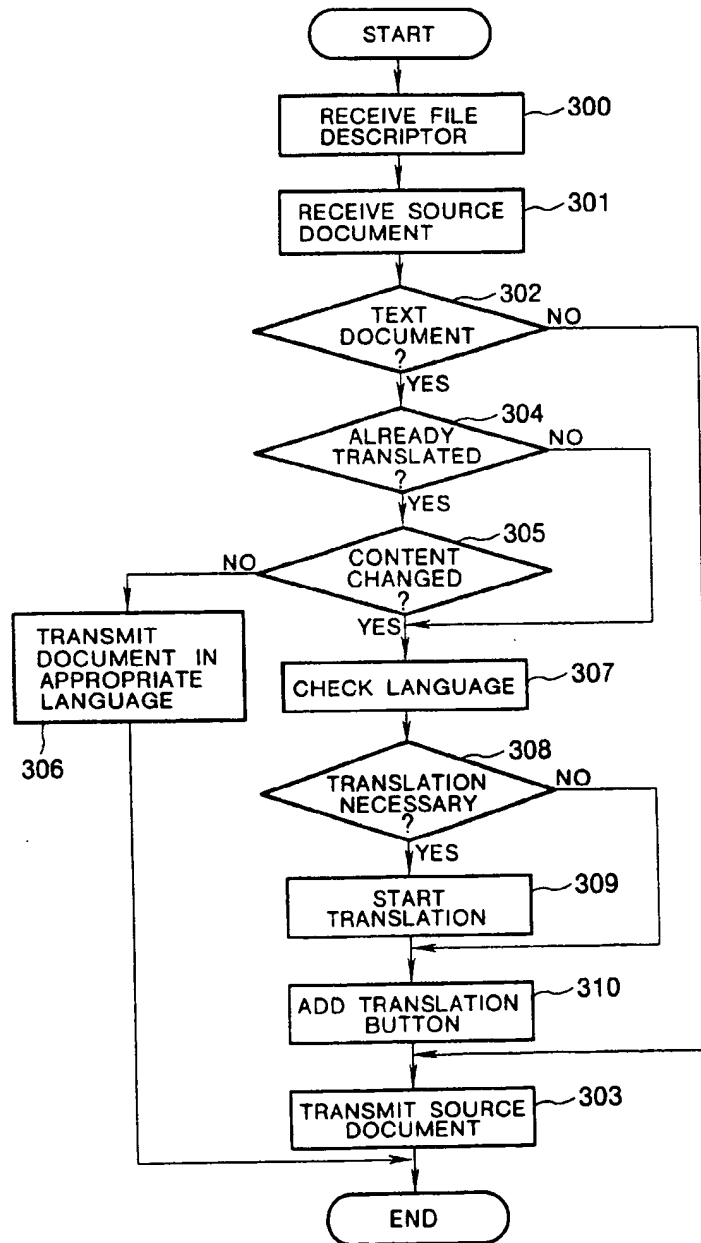 START
RECEIVE FILE
DESCRIPTOR
300
RECEIVE SOURCE
DOCUMENT
301
302
TEXT
DOCUMENT
?
NO
YES
304
ALREADY
TRANSLATED
?
NO
YES
305
CONTENT
CHANGED
?
NO
YES
TRANSMIT
DOCUMENT IN
APPROPRIATE
LANGUAGE
306
CHECK LANGUAGE
307
308
TRANSLATION
NECESSARY
?
NO
YES
START
TRANSLATION
309
ADD TRANSLATION
BUTTON
310
TRANSMIT SOURCE
DOCUMENT
303
END